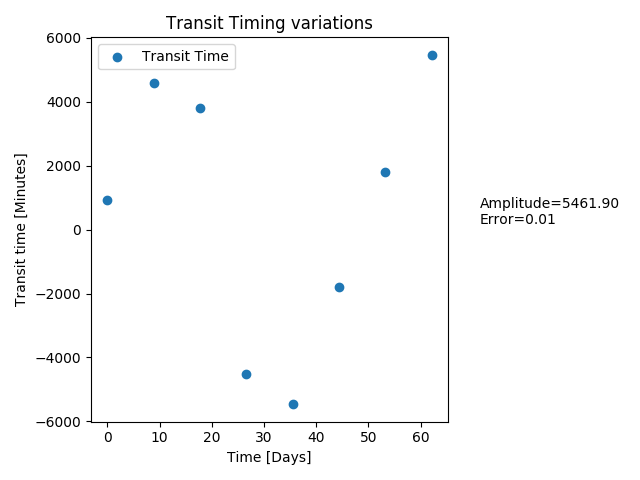 Transit Timing variations
Transit Time
Transit time [Minutes]
6000
4000
2000
0
−2000
−4000
−6000
0 10 20 30 40 50 60
Time [Days]
Amplitude=5461.90
Error=0.01